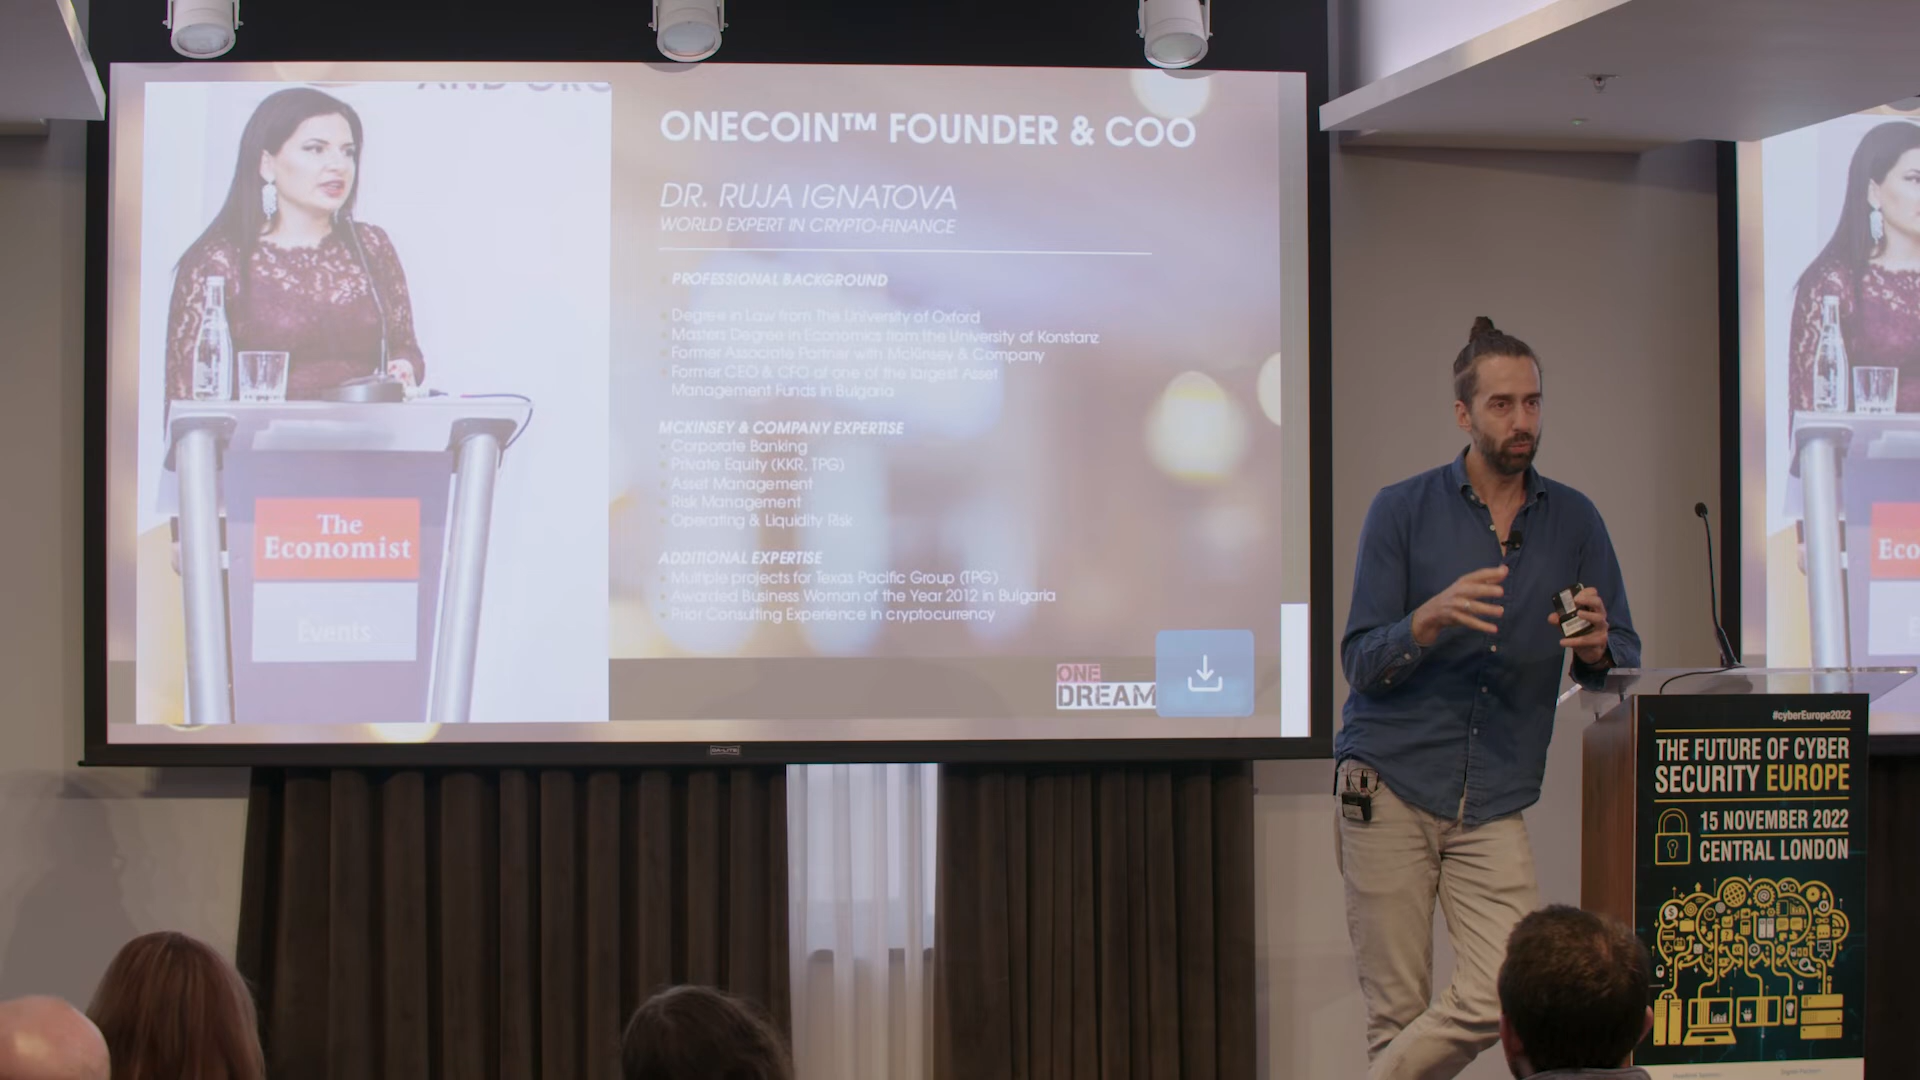 AND ORG
ONECOIN™ FOUNDER & COO
DR. RUJA IGNATOVA
WORLD EXPERT IN CRYPTO-FINANCE
PROFESSIONAL BACKGROUND
Degree in Law from The University of Oxford
Masters Degree in Economics from the University of Konstanz
Former Associate Partner with McKinsey & Company
Former CEO & CFO of one of the largest Asset
Management Funds in Bulgaria
MCKINSEY & COMPANY EXPERTISE
Corporate Banking
Private Equity (KKR, TPG)
Asset Management
Risk Management
Operating & Liquidity Risk
ADDITIONAL EXPERTISE
Multiple projects for Texas Pacific Group (TPG)
Awarded Business Woman of the Year 2012 in Bulgaria
Prior Consulting Experience in cryptocurrency
The
Economist
Events
ONE
DREAM
DA-LITE
Eco
E
#cyberEurope2022
THE FUTURE OF CYBER
SECURITY EUROPE
15 NOVEMBER 2022
CENTRAL LONDON